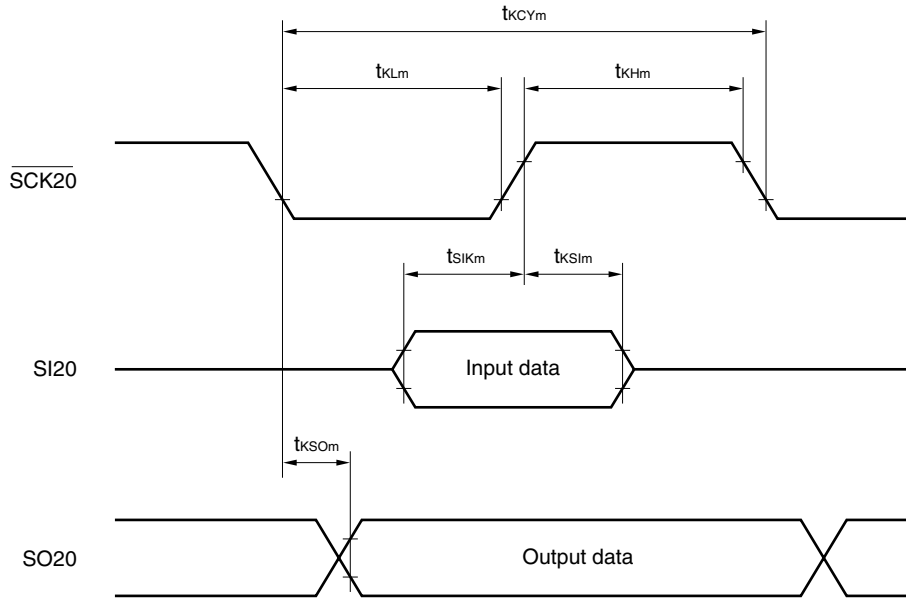 tKCYm
tKLm
tKHm
SCK20
tSIKm
tKSIm
SI20
Input data
tKSOm
SO20
Output data